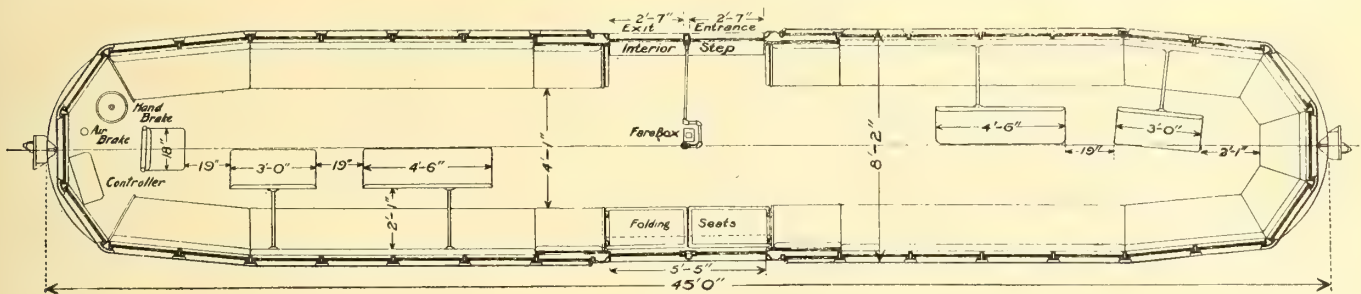 2'-7" 2'-7"
Exit Entrance
Interior Step
Hand
Brake
Air
Brake
Controller
18"
19"
3'-0"
19"
4'-6"
2'-1"
4'-1"
FareBox
8'-2"
4'-6"
19"
3'-0"
2'-1"
Folding Seats
5'-5"
45'0"